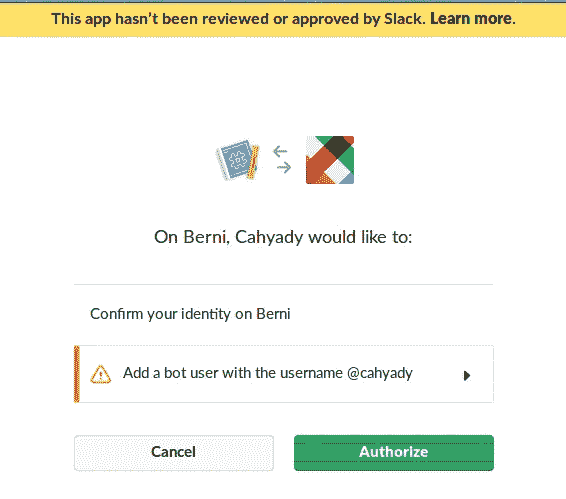 This app hasn’t been reviewed or approved by Slack. Learn more.
On Berni, Cahyady would like to:
Confirm your identity on Berni
Add a bot user with the username @cahyady
Cancel
Authorize